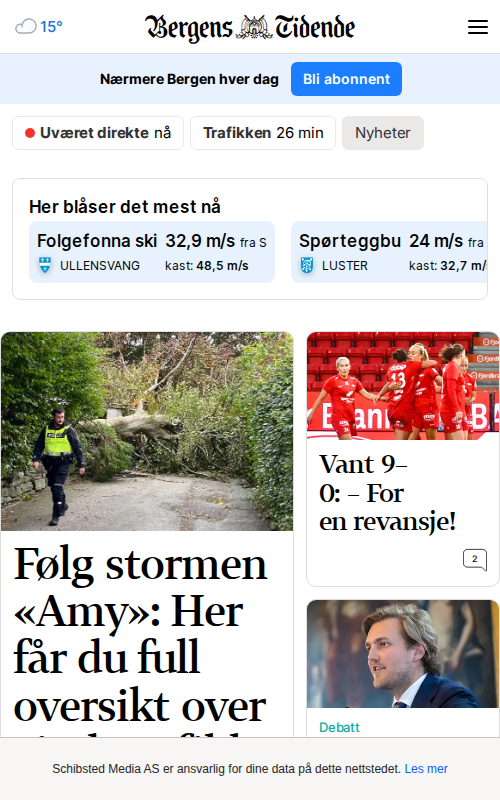 15°
Bergens Tidende
Nærmere Bergen hver dag
Bli abonnent
Uværet direkte nå
Trafikken 26 min
Nyheter
Her blåser det mest nå
Folgefonna ski 32,9 m/s fra S
ULLENSVANG kast: 48,5 m/s
Spørteggbu 24 m/s fra
LUSTER kast: 32,7 m/
13
Vant 9–
0: – For
en revansje!
2
Følg stormen
«Amy»: Her
får du full
oversikt over
Debatt
Schibsted Media AS er ansvarlig for dine data på dette nettstedet. Les mer